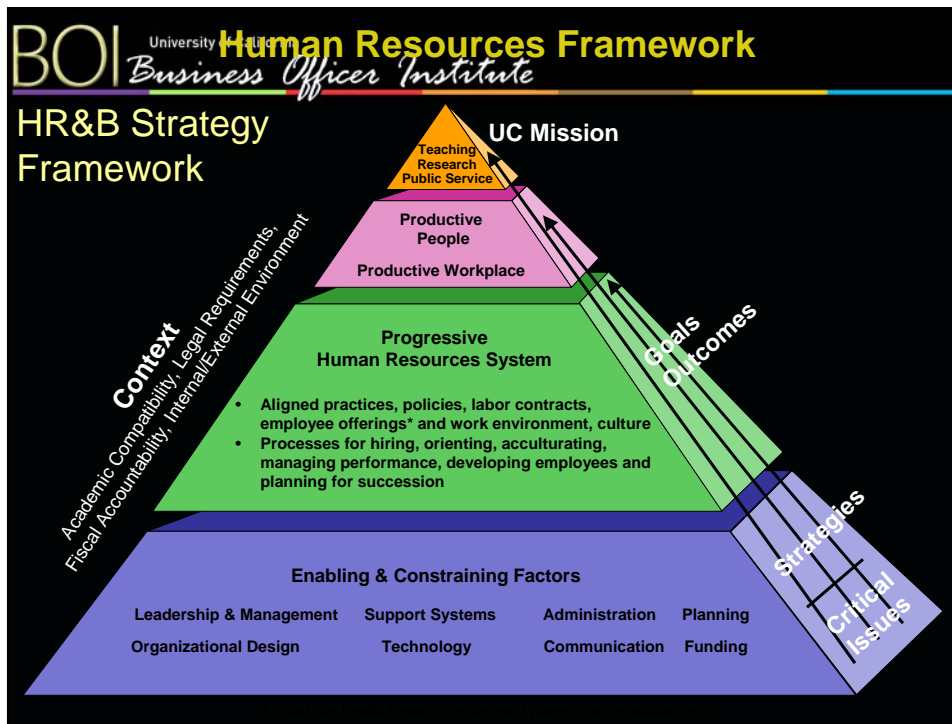 BOI
University of California
Human Resources Framework
Business Officer Institute
HR&B Strategy
Framework
UC Mission
Teaching
Research
Public Service
Productive
People
Productive Workplace
Context
Academic Compatibility, Legal Requirements,
Fiscal Accountability, Internal/External Environment
Progressive
Human Resources System
• Aligned practices, policies, labor contracts,
employee offerings* and work environment, culture
• Processes for hiring, orienting, acculturating,
managing performance, developing employees and
planning for succession
Goals
Outcomes
Enabling & Constraining Factors
Leadership & Management Support Systems Administration Planning
Organizational Design Technology Communication Funding
Strategies
Critical
Issues